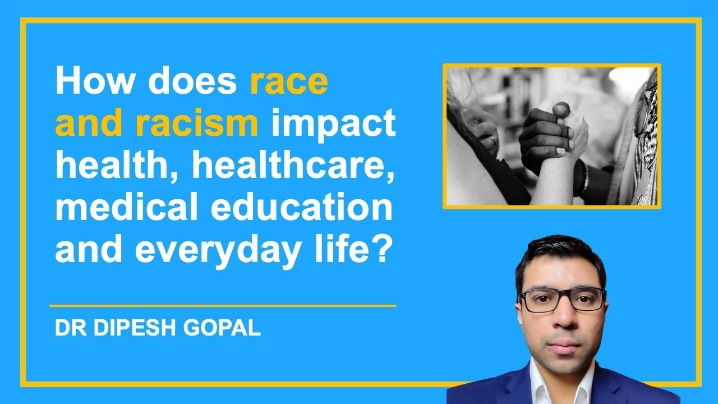 How does race
and racism impact
health, healthcare,
medical education
and everyday life?
DR DIPESH GOPAL